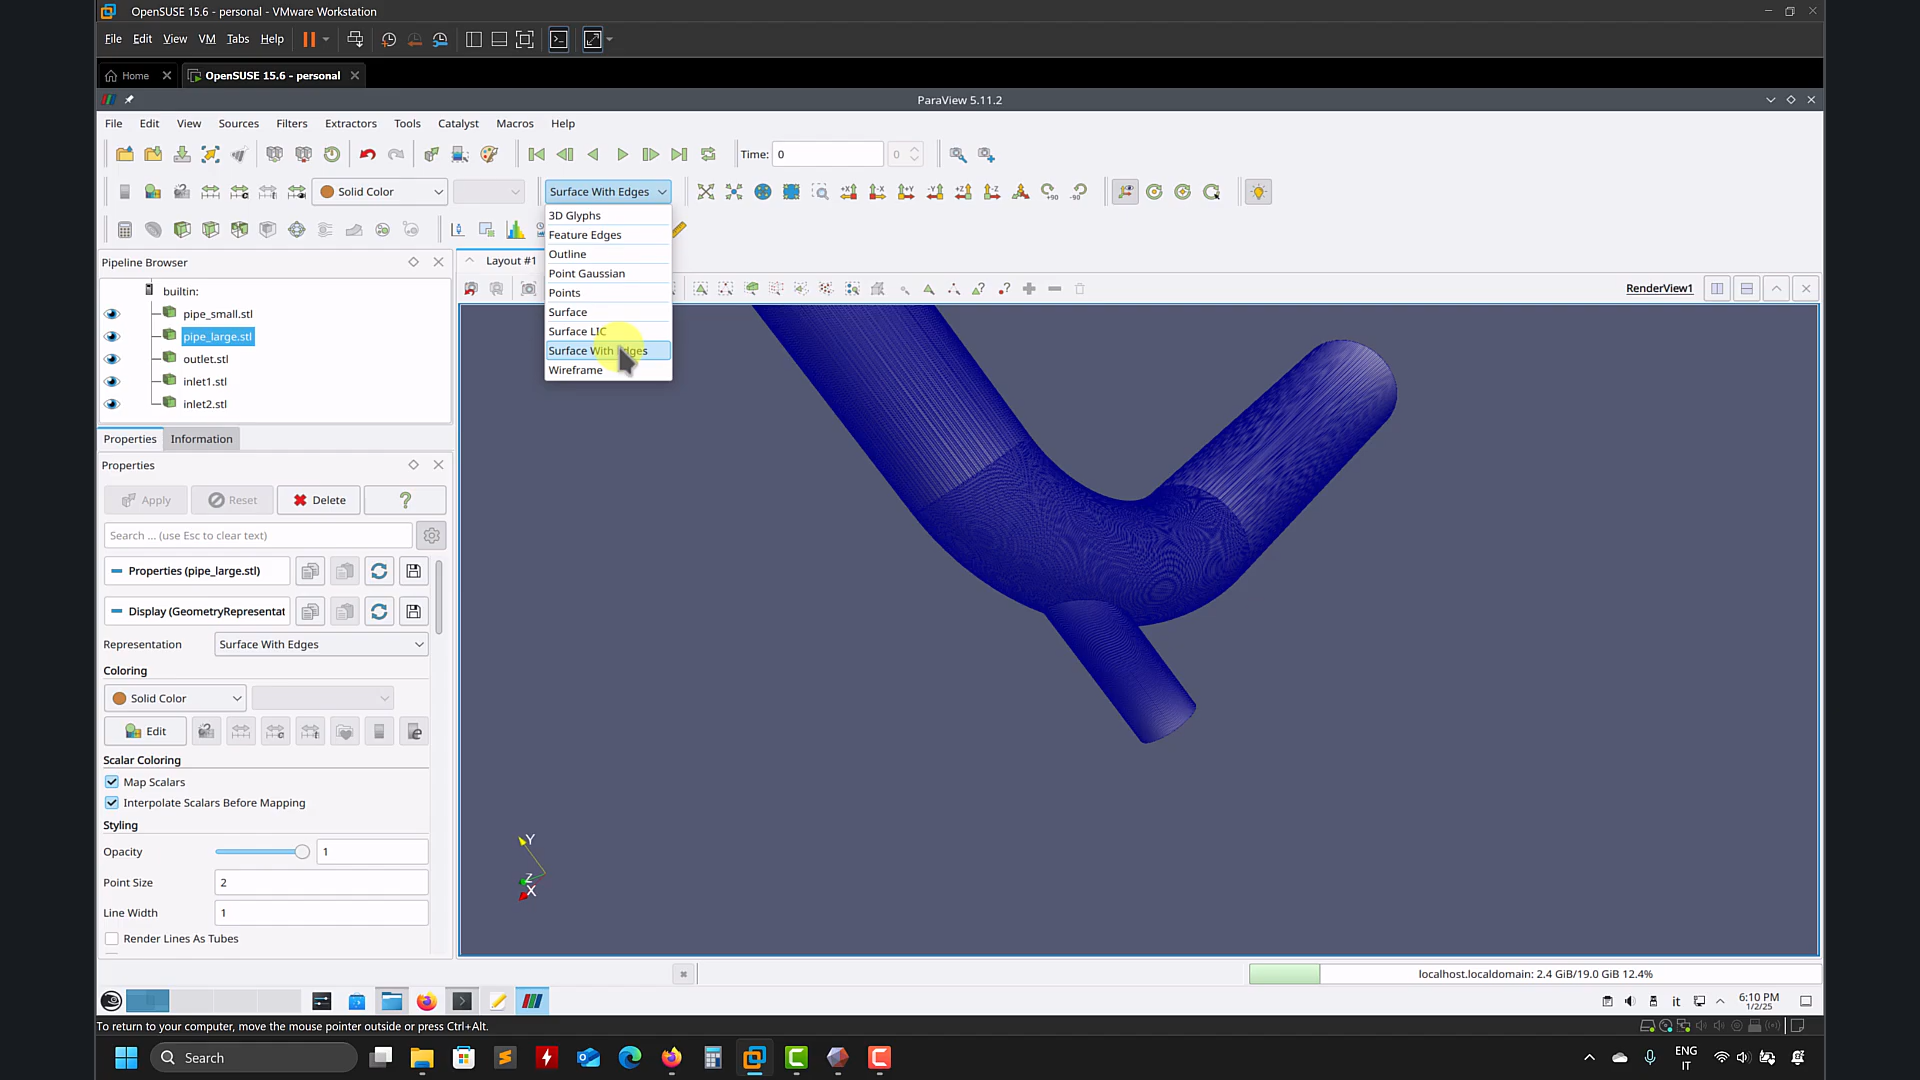 OpenSUSE 15.6 - personal - VMware Workstation
File Edit View VM Tabs Help
Home OpenSUSE 15.6 - personal
ParaView 5.11.2
File Edit View Sources Filters Extractors Tools Catalyst Macros Help
Time: 0 0
Solid Color Surface With Edges +X -X +Y -Y +Z -Z +90 -90
3D Glyphs
Feature Edges
Outline
Point Gaussian
Points
Surface
Surface LIC
Surface With Edges
Wireframe
Pipeline Browser
Layout #1
RenderView1
builtin:
pipe_small.stl
pipe_large.stl
outlet.stl
inlet1.stl
inlet2.stl
Properties Information
Properties
Apply Reset Delete ?
Search ... (use Esc to clear text)
Properties (pipe_large.stl)
Display (GeometryRepresentat
Representation Surface With Edges
Coloring
Solid Color
Edit
Scalar Coloring
Map Scalars
Interpolate Scalars Before Mapping
Styling
Opacity 1
Point Size 2
Line Width 1
Render Lines As Tubes
Y
Z
X
localhost.localdomain: 2.4 GiB/19.0 GiB 12.4%
it 6:10 PM
1/2/25
To return to your computer, move the mouse pointer outside or press Ctrl+Alt.
Search
ENG
IT